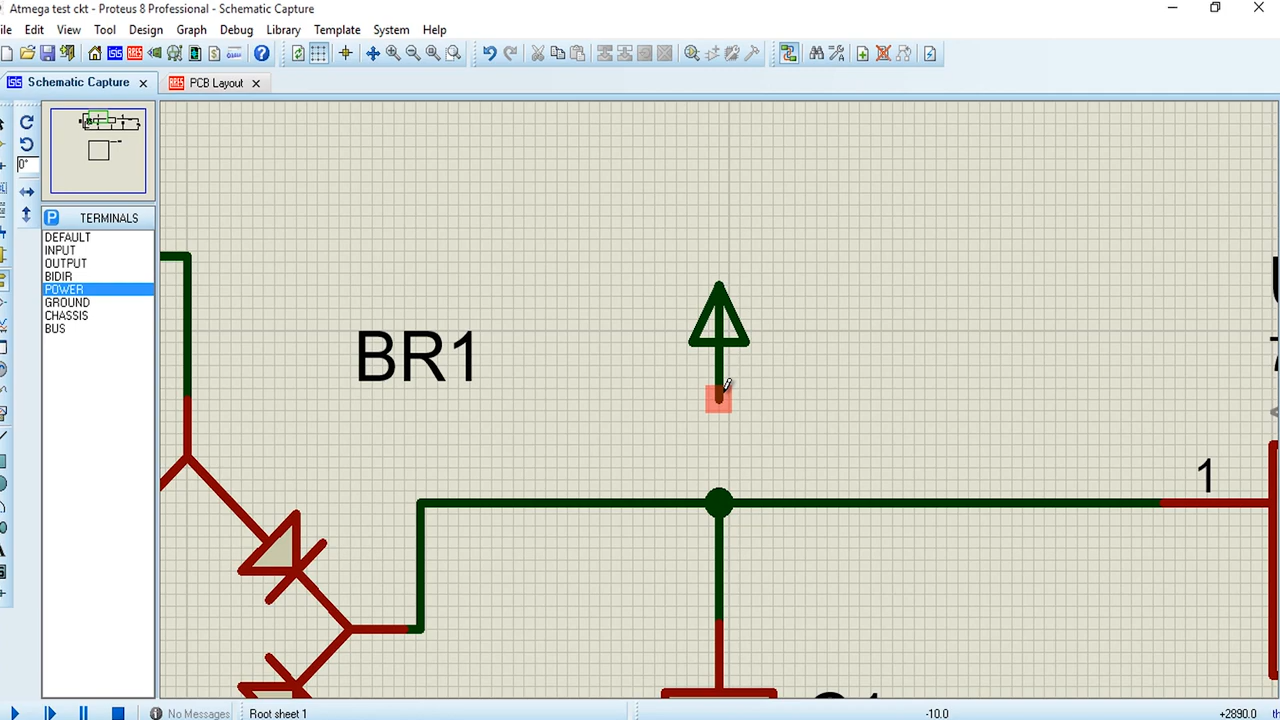 Atmega test ckt - Proteus 8 Professional - Schematic Capture
ile Edit View Tool Design Graph Debug Library Template System Help
Schematic Capture
PCB Layout
0°
P TERMINALS
DEFAULT
INPUT
OUTPUT
BIDIR
POWER
GROUND
CHASSIS
BUS
BR1
1
No Messages Root sheet 1 -10.0 +2890.0 th